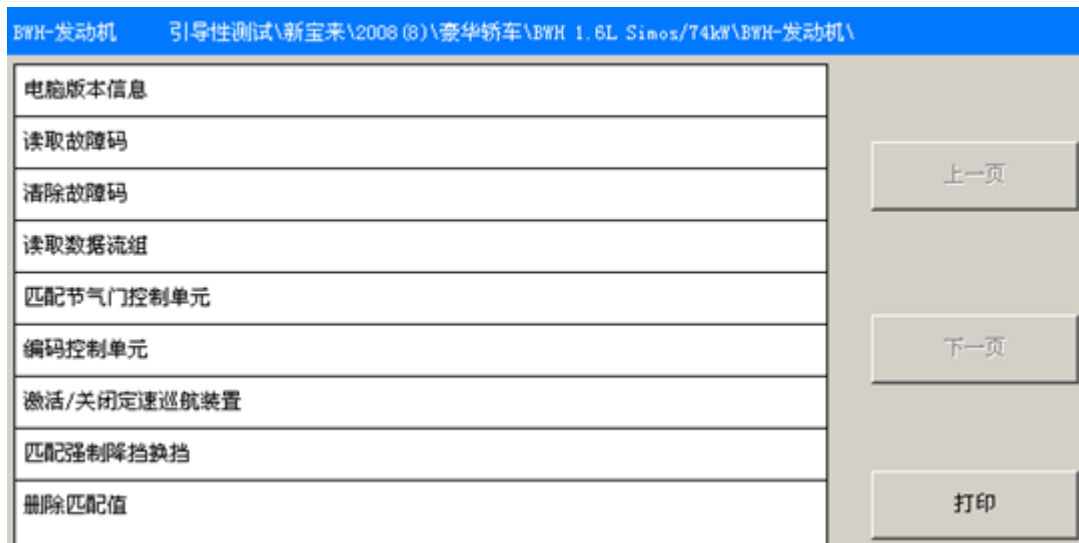 BWH-发动机 引导性测试\新宝来\2008(8)\豪华轿车\BWH 1.6L Simos/74kW\BWH-发动机\
电脑版本信息
读取故障码
清除故障码
读取数据流组
匹配节气门控制单元
编码控制单元
激活/关闭定速巡航装置
匹配强制降挡换挡
删除匹配值
上一页
下一页
打印